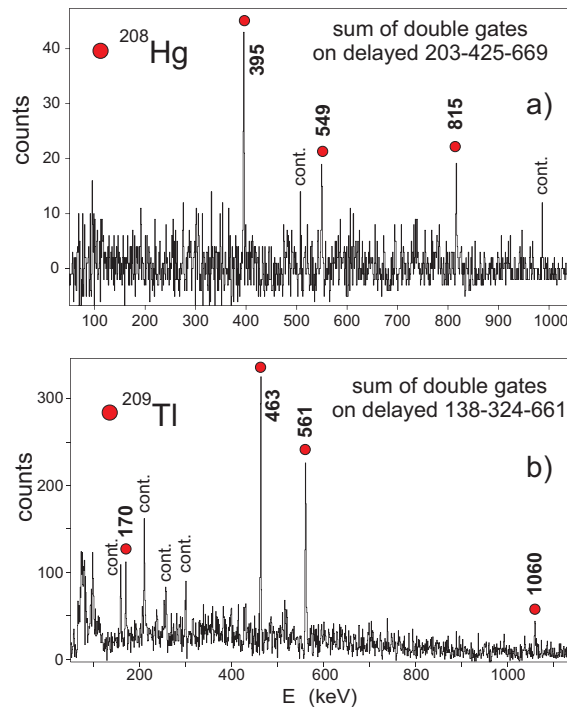 208Hg
sum of double gates
on delayed 203-425-669
a)
395
549
815
cont.
cont.
counts
40
30
20
10
0
100 200 300 400 500 600 700 800 900 1000
209Tl
sum of double gates
on delayed 138-324-661
b)
cont.
170
cont.
cont.
cont.
463
561
1060
counts
300
200
100
0
200 400 600 800 1000
E (keV)